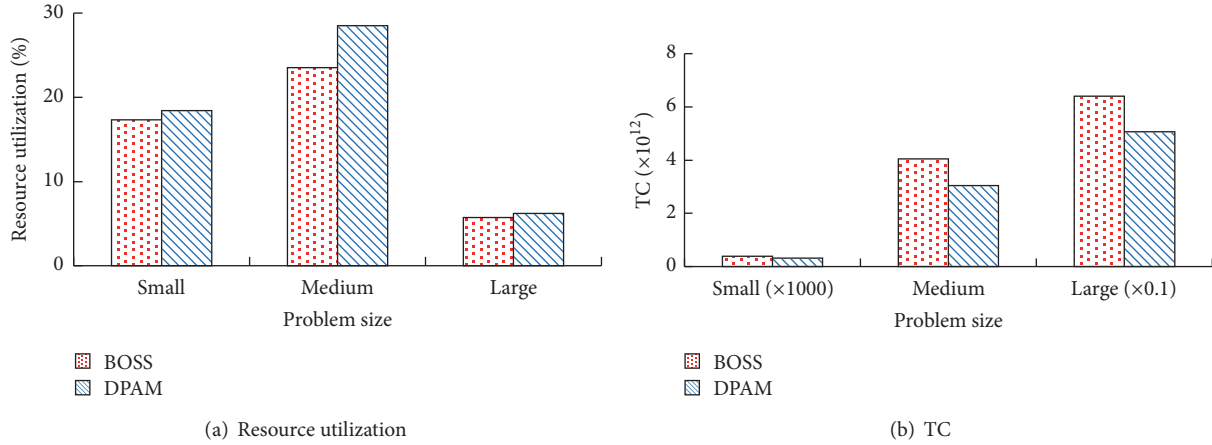 Resource utilization (%)
30
20
10
0
Small
Medium
Large
Problem size
BOSS
DPAM
(a) Resource utilization
TC (×10¹²)
8
6
4
2
0
Small (×1000)
Medium
Large (×0.1)
Problem size
BOSS
DPAM
(b) TC